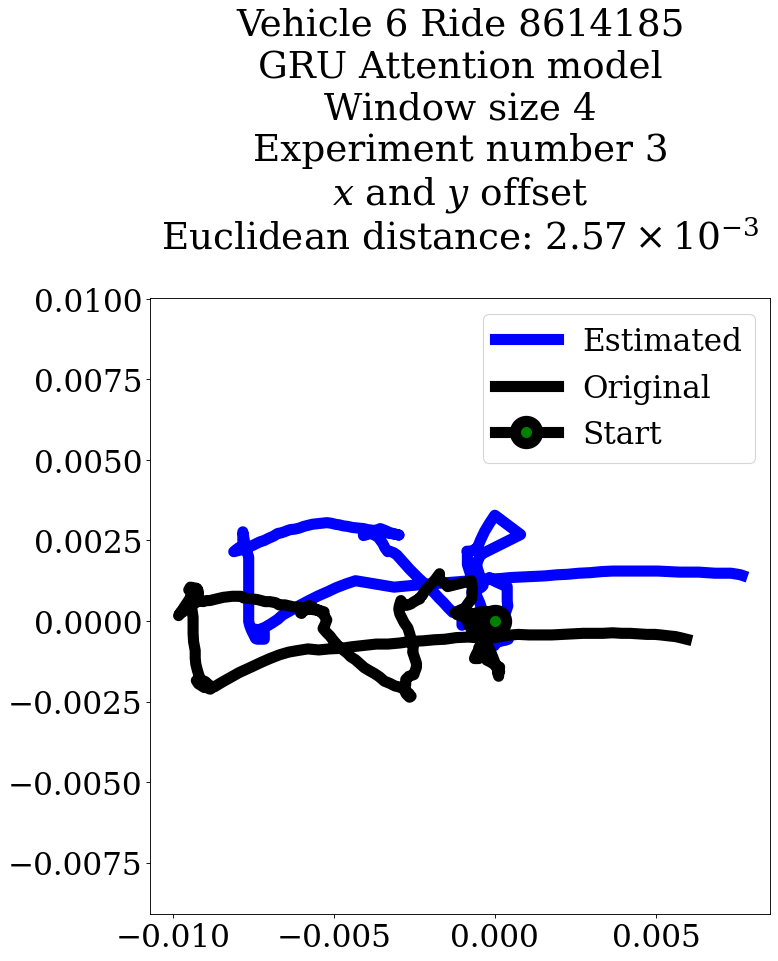 Vehicle 6 Ride 8614185
GRU Attention model
Window size 4
Experiment number 3
x and y offset
Euclidean distance: 2.57 × 10⁻³
0.0100
Estimated
0.0075
Original
0.0050
Start
0.0025
0.0000
−0.0025
−0.0050
−0.0075
−0.010 −0.005 0.000 0.005